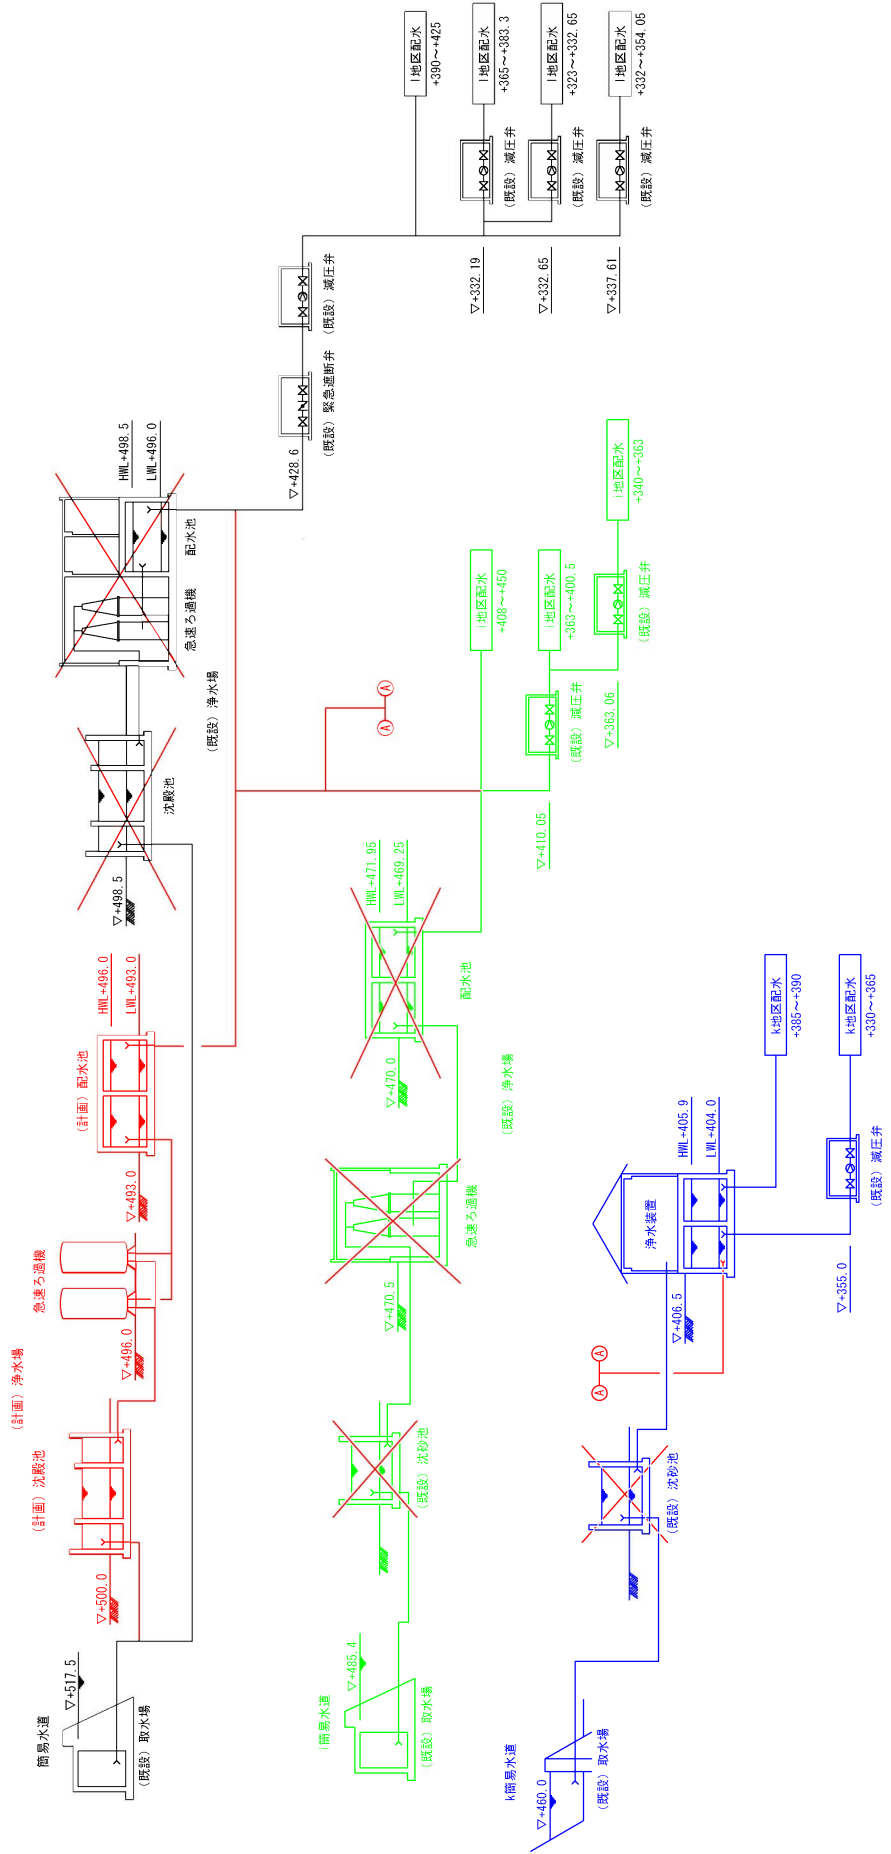 簡易水道
▽+517.5
(既設) 取水場
(計画) 浄水場
(計画) 沈殿池
▽+500.0
急速ろ過機
▽+496.0
(計画) 配水池
▽+493.0
HWL+496.0
LWL+493.0
▽+498.5
沈殿池
(既設) 浄水場
急速ろ過機
配水池
HWL+498.5
LWL+496.0
▽+428.6
(既設) 緊急遮断弁
(既設) 減圧弁
l地区配水
+390～+425
l地区配水
+365～+383.3
(既設) 減圧弁
▽+332.19
l地区配水
+323～+332.65
(既設) 減圧弁
▽+332.65
l地区配水
+332～+354.05
(既設) 減圧弁
▽+337.61
A
A
i簡易水道
▽+485.4
(既設) 取水場
(既設) 沈砂池
▽+470.5
急速ろ過機
(既設) 浄水場
▽+470.0
配水池
HWL+471.95
LWL+469.25
▽+410.05
(既設) 減圧弁
i地区配水
+408～+450
i地区配水
+363～+400.5
▽+363.06
(既設) 減圧弁
i地区配水
+340～+363
k簡易水道
▽+460.0
(既設) 取水場
(既設) 沈砂池
A
A
▽+406.5
浄水装置
HWL+405.9
LWL+404.0
k地区配水
+385～+390
▽+355.0
(既設) 減圧弁
k地区配水
+330～+365